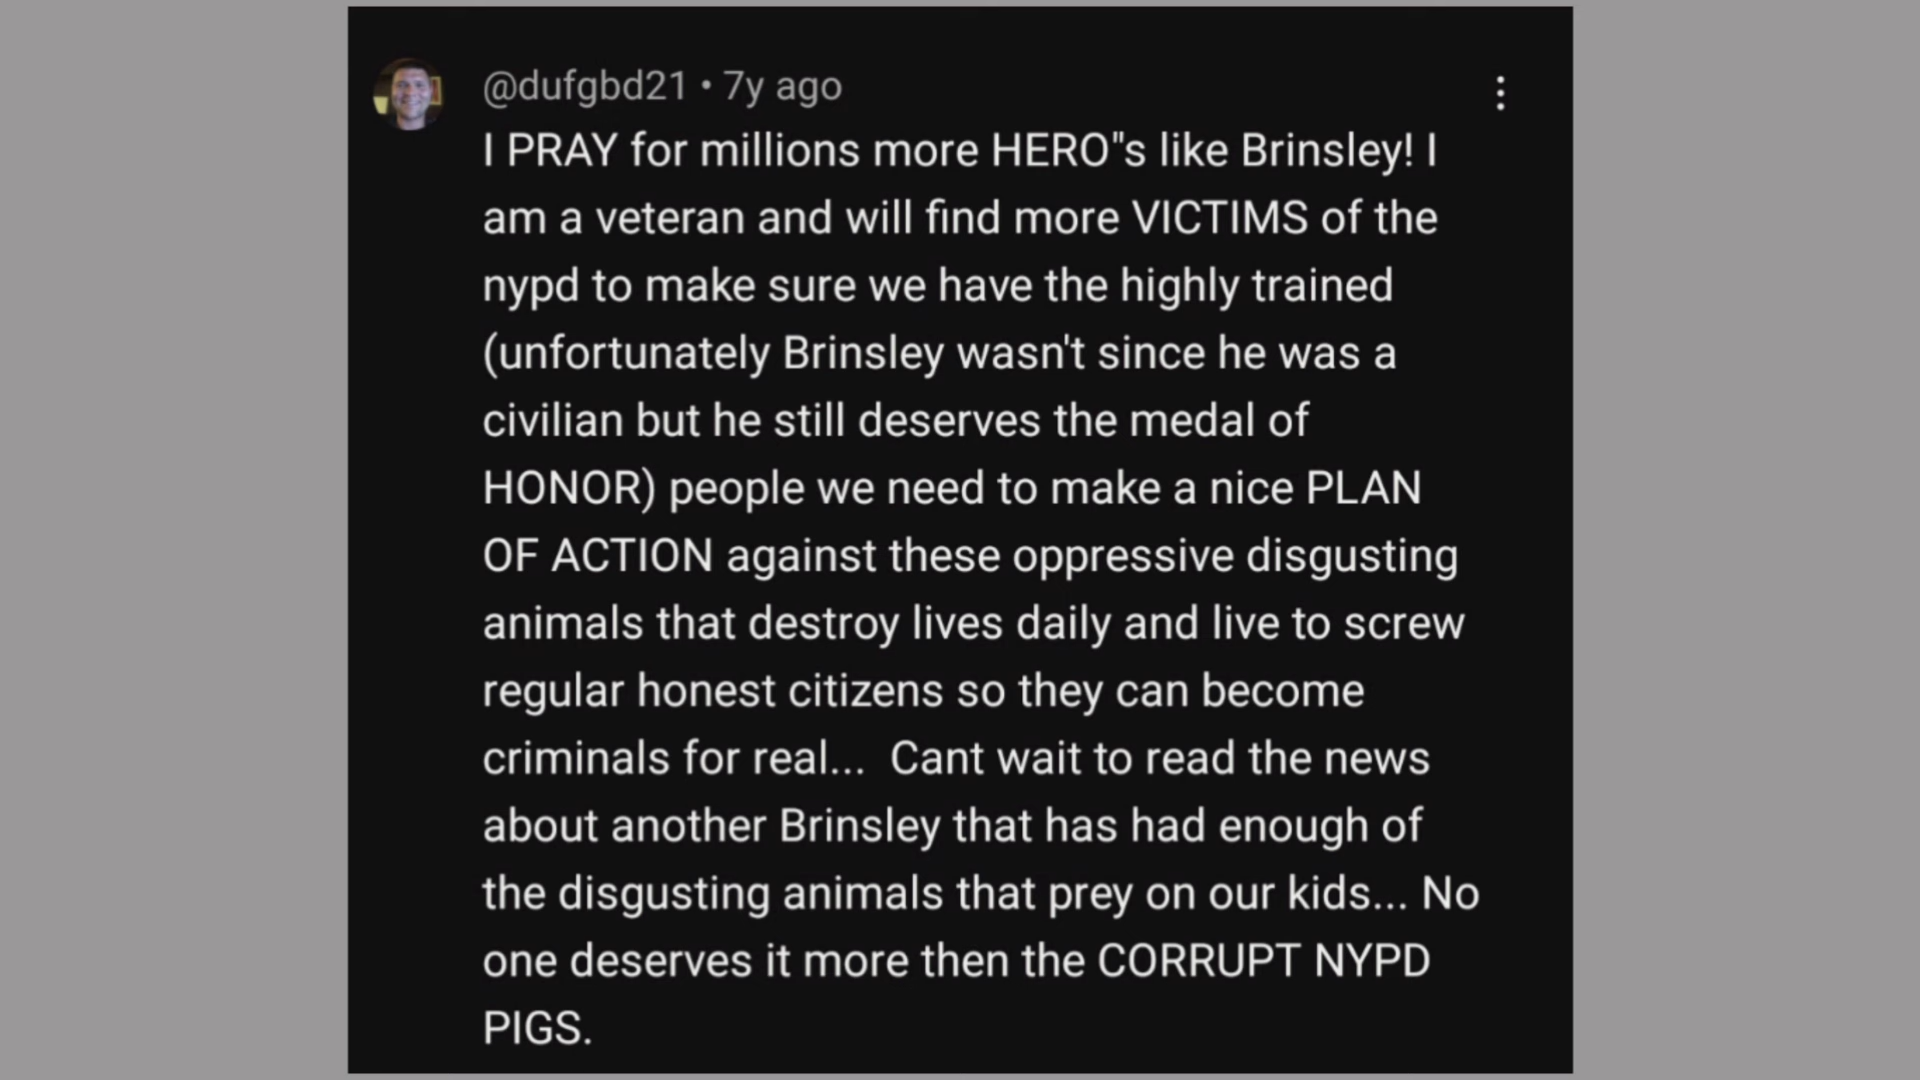 @dufgbd21 • 7y ago
I PRAY for millions more HERO"s like Brinsley! I
am a veteran and will find more VICTIMS of the
nypd to make sure we have the highly trained
(unfortunately Brinsley wasn't since he was a
civilian but he still deserves the medal of
HONOR) people we need to make a nice PLAN
OF ACTION against these oppressive disgusting
animals that destroy lives daily and live to screw
regular honest citizens so they can become
criminals for real...  Cant wait to read the news
about another Brinsley that has had enough of
the disgusting animals that prey on our kids... No
one deserves it more then the CORRUPT NYPD
PIGS.